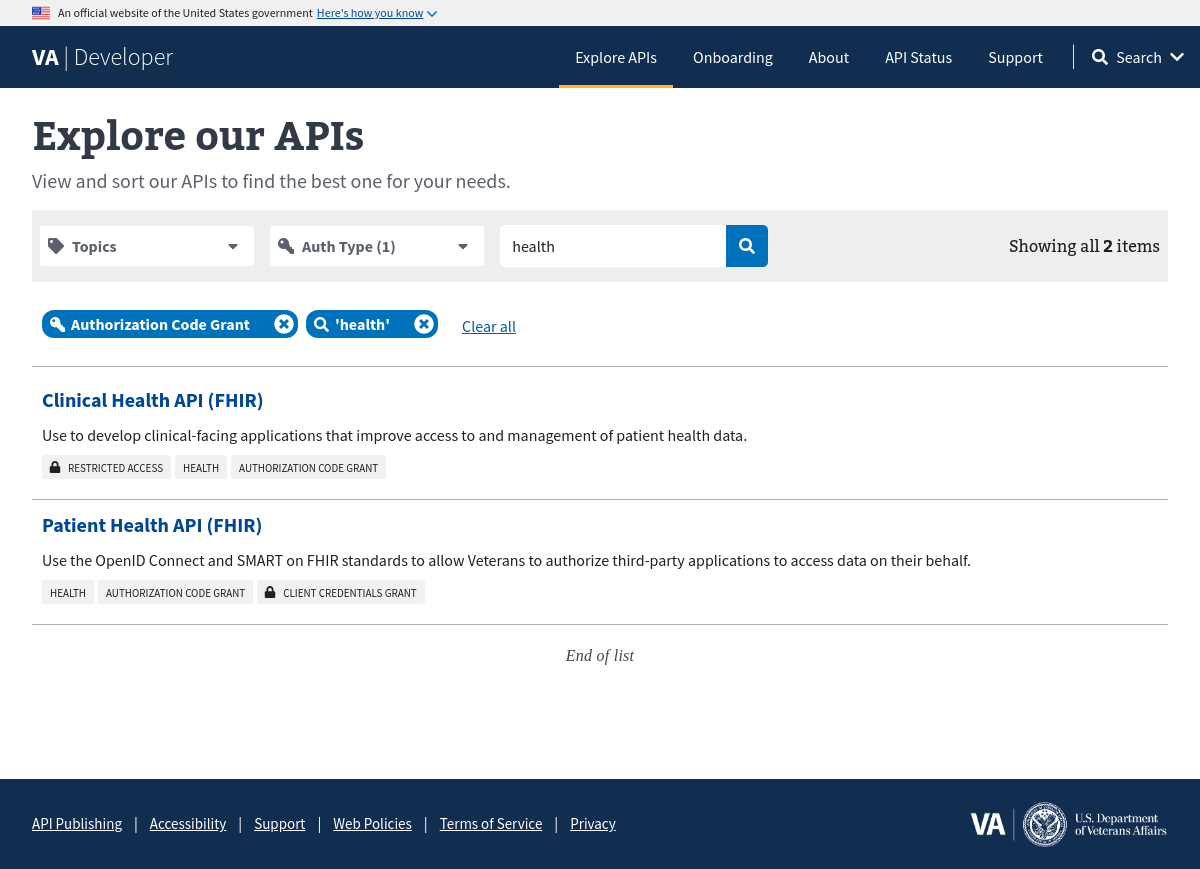 An official website of the United States government Here's how you know
VA | Developer
Explore APIs
Onboarding
About
API Status
Support
Search
Explore our APIs
View and sort our APIs to find the best one for your needs.
Topics
Auth Type (1)
health
Showing all 2 items
Authorization Code Grant
'health'
Clear all
Clinical Health API (FHIR)
Use to develop clinical-facing applications that improve access to and management of patient health data.
RESTRICTED ACCESS
HEALTH
AUTHORIZATION CODE GRANT
Patient Health API (FHIR)
Use the OpenID Connect and SMART on FHIR standards to allow Veterans to authorize third-party applications to access data on their behalf.
HEALTH
AUTHORIZATION CODE GRANT
CLIENT CREDENTIALS GRANT
End of list
API Publishing | Accessibility | Support | Web Policies | Terms of Service | Privacy
VA
U.S. Department
of Veterans Affairs